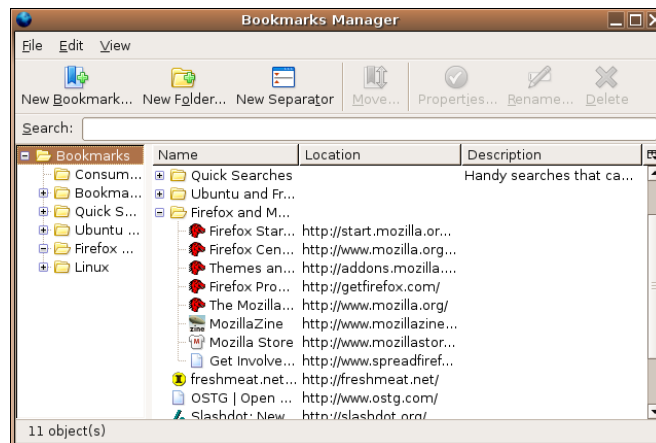 Bookmarks Manager
File Edit View
New Bookmark... New Folder... New Separator Move... Properties... Rename... Delete
Search:
Bookmarks
Consum...
Bookma...
Quick S...
Ubuntu ...
Firefox ...
Linux
Name Location Description
Quick Searches Handy searches that ca...
Ubuntu and Fr...
Firefox and M...
Firefox Star... http://start.mozilla.or...
Firefox Cen... http://www.mozilla.org...
Themes an... http://addons.mozilla....
Firefox Pro... http://getfirefox.com/
The Mozilla... http://www.mozilla.org/
MozillaZine http://www.mozillazine...
Mozilla Store http://www.mozillastor...
Get Involve... http://www.spreadfiref...
freshmeat.net... http://freshmeat.net/
OSTG | Open ... http://www.ostg.com/
Slashdot: New... http://slashdot.org/
11 object(s)